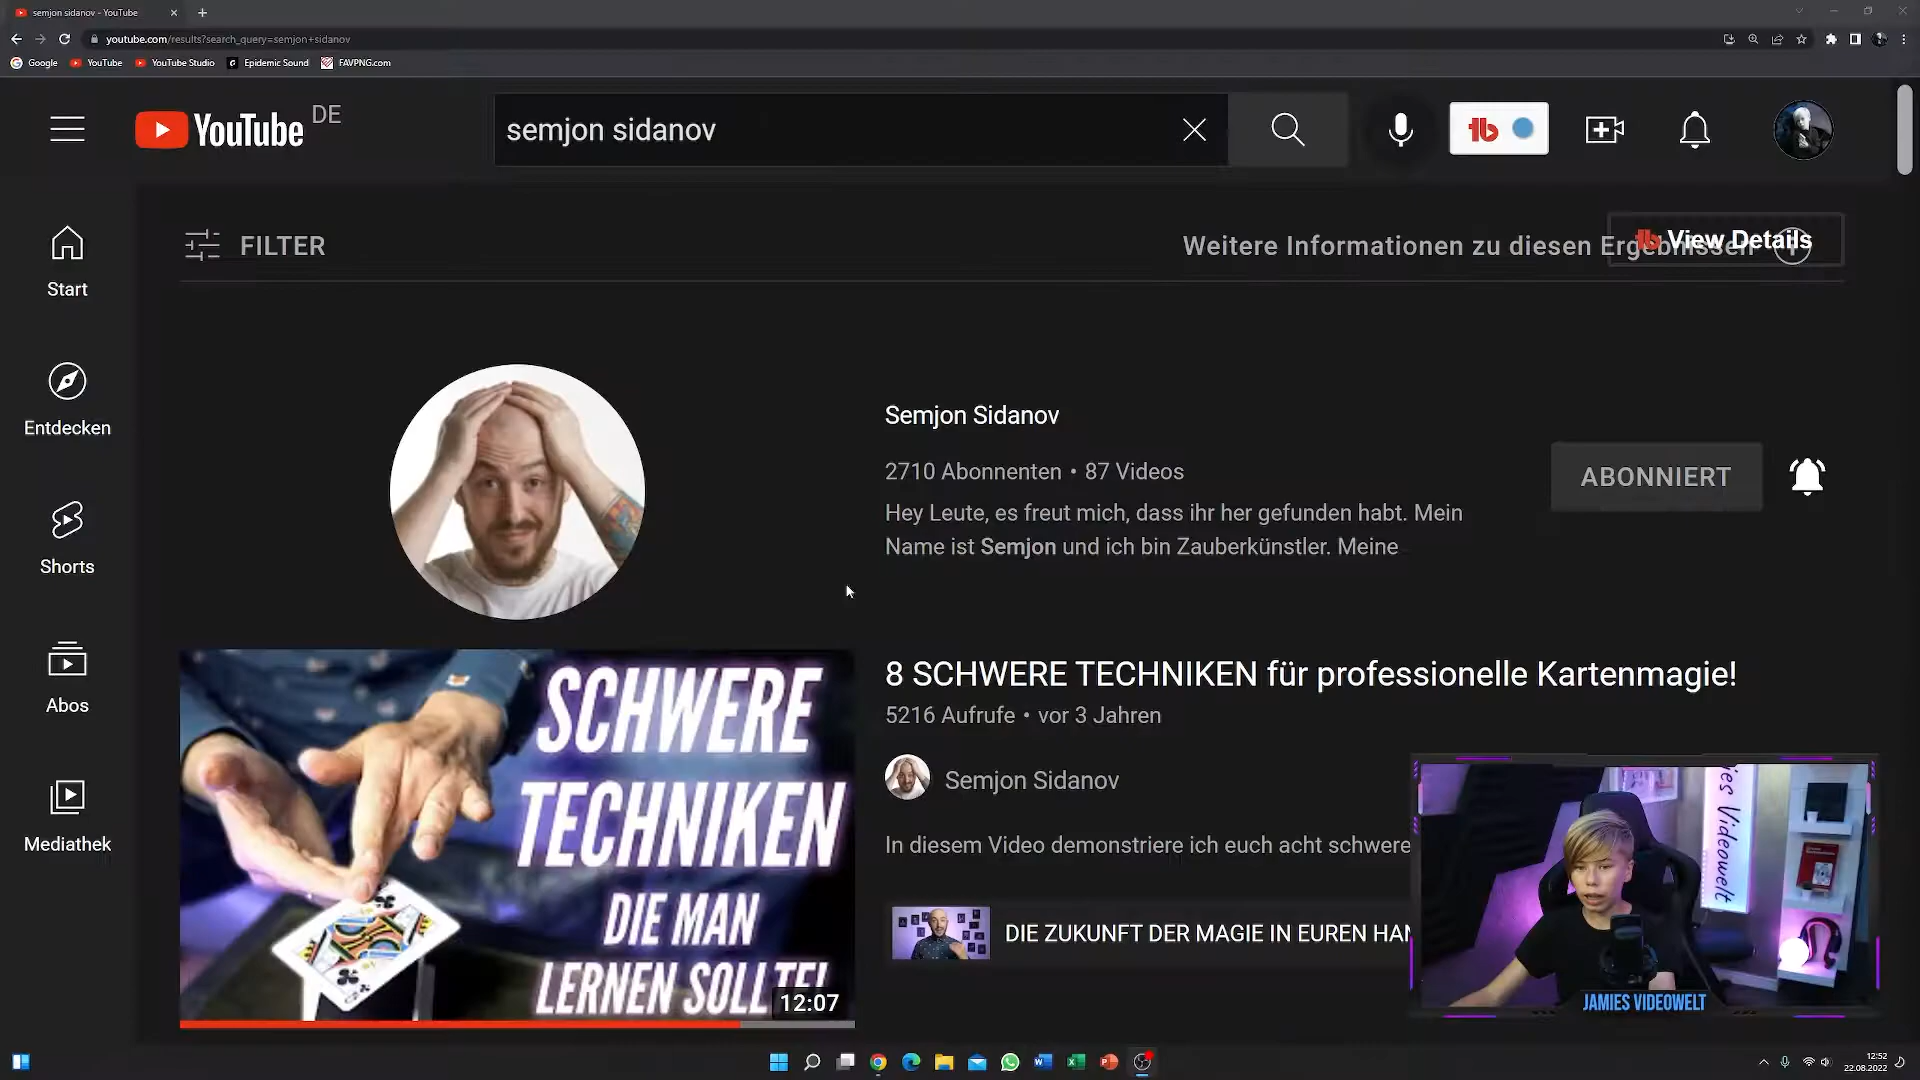 semjon sidanov - YouTube
youtube.com/results?search_query=semjon+sidanov
Google
YouTube
YouTube Studio
Epidemic Sound
FAVPNG.com
YouTube DE
semjon sidanov
FILTER
Weitere Informationen zu diesen Ergebnissen
View Details
Start
Entdecken
Shorts
Abos
Mediathek
Semjon Sidanov
2710 Abonnenten • 87 Videos
Hey Leute, es freut mich, dass ihr her gefunden habt. Mein
Name ist Semjon und ich bin Zauberkünstler. Meine
ABONNIERT
SCHWERE
TECHNIKEN
DIE MAN
LERNEN SOLLTE!
12:07
8 SCHWERE TECHNIKEN für professionelle Kartenmagie!
5216 Aufrufe • vor 3 Jahren
Semjon Sidanov
In diesem Video demonstriere ich euch acht schwere
DIE ZUKUNFT DER MAGIE IN EUREN HAN
ies Videowelt
JAMIES VIDEOWELT
12:52
22.08.2022